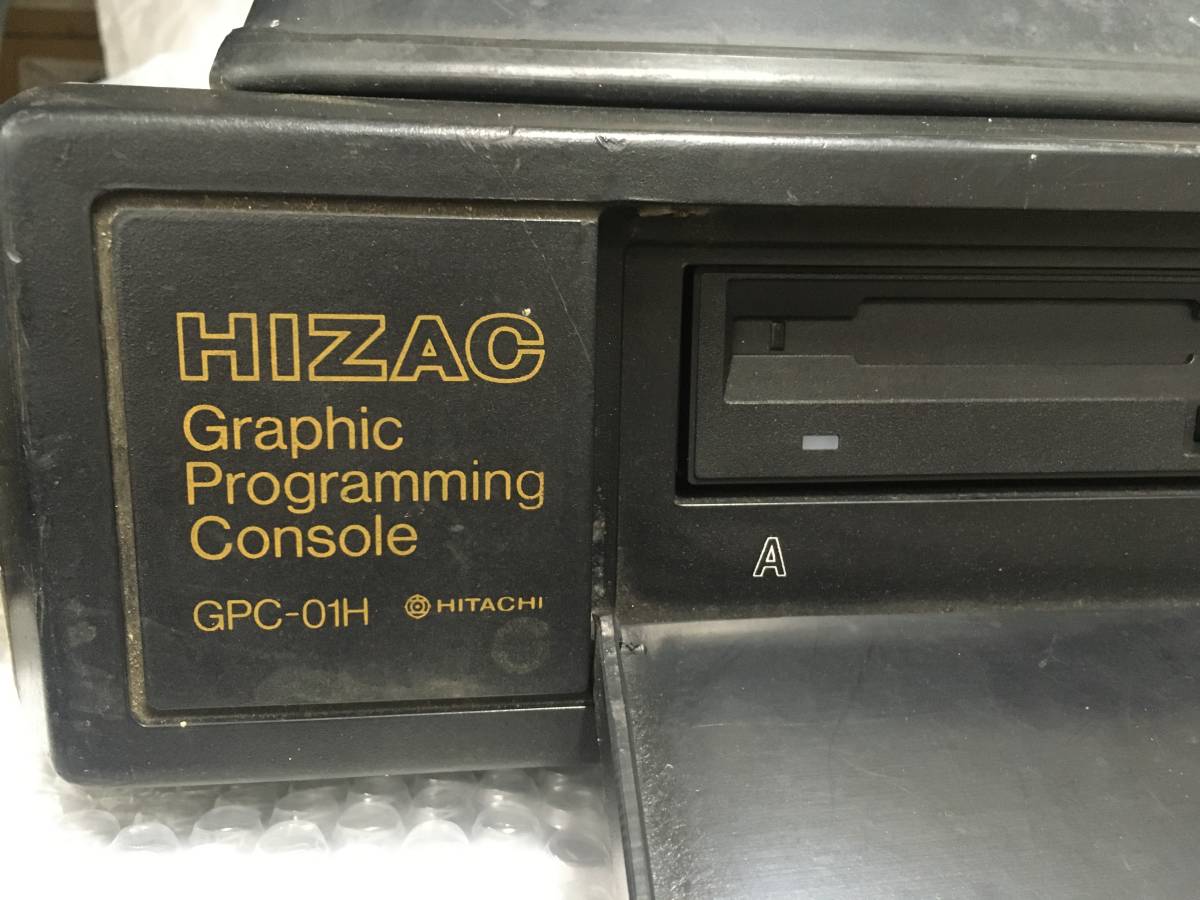 HIZAC
Graphic
Programming
Console
GPC-01H HITACHI
A